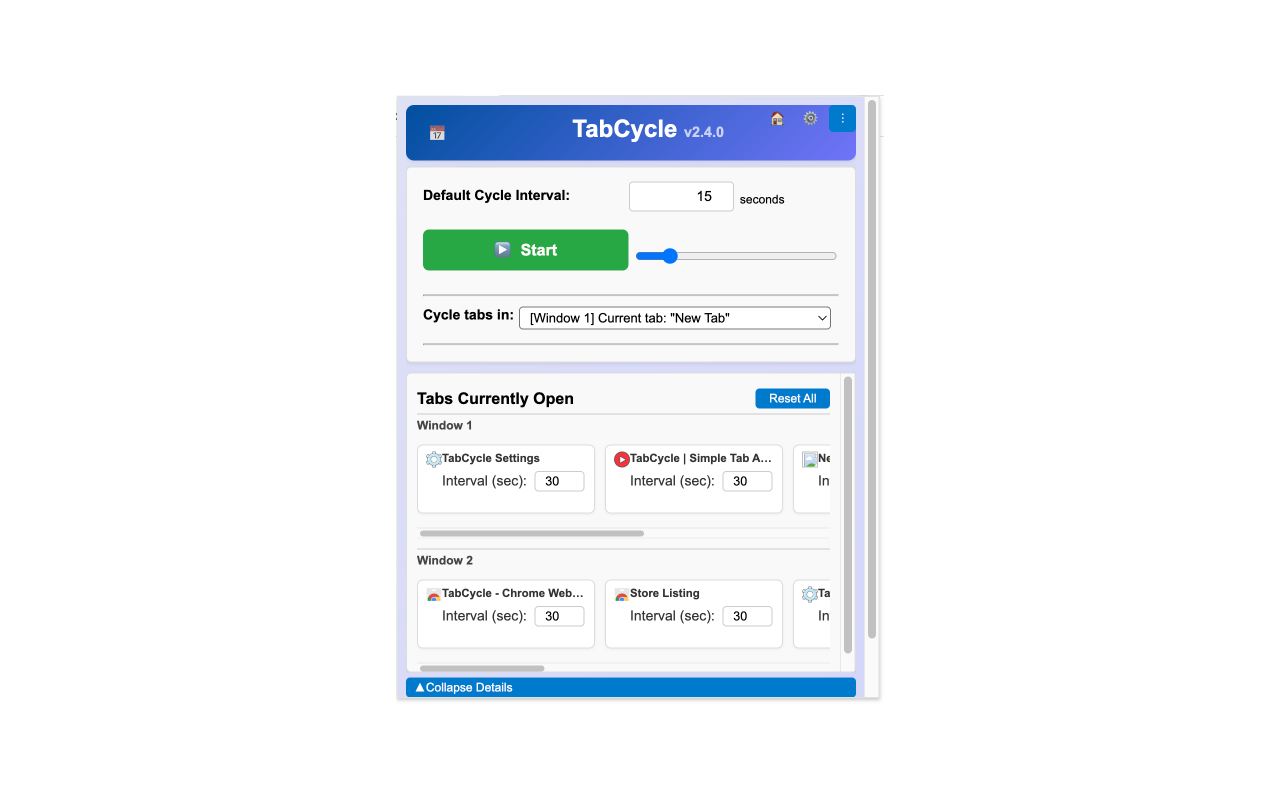 17
TabCycle v2.4.0
Default Cycle Interval: 15 seconds
Start
Cycle tabs in: [Window 1] Current tab: "New Tab"
Tabs Currently Open Reset All
Window 1
TabCycle Settings TabCycle | Simple Tab A... Ne
Interval (sec): 30 Interval (sec): 30 In
Window 2
TabCycle - Chrome Web... Store Listing Ta
Interval (sec): 30 Interval (sec): 30 In
▲Collapse Details